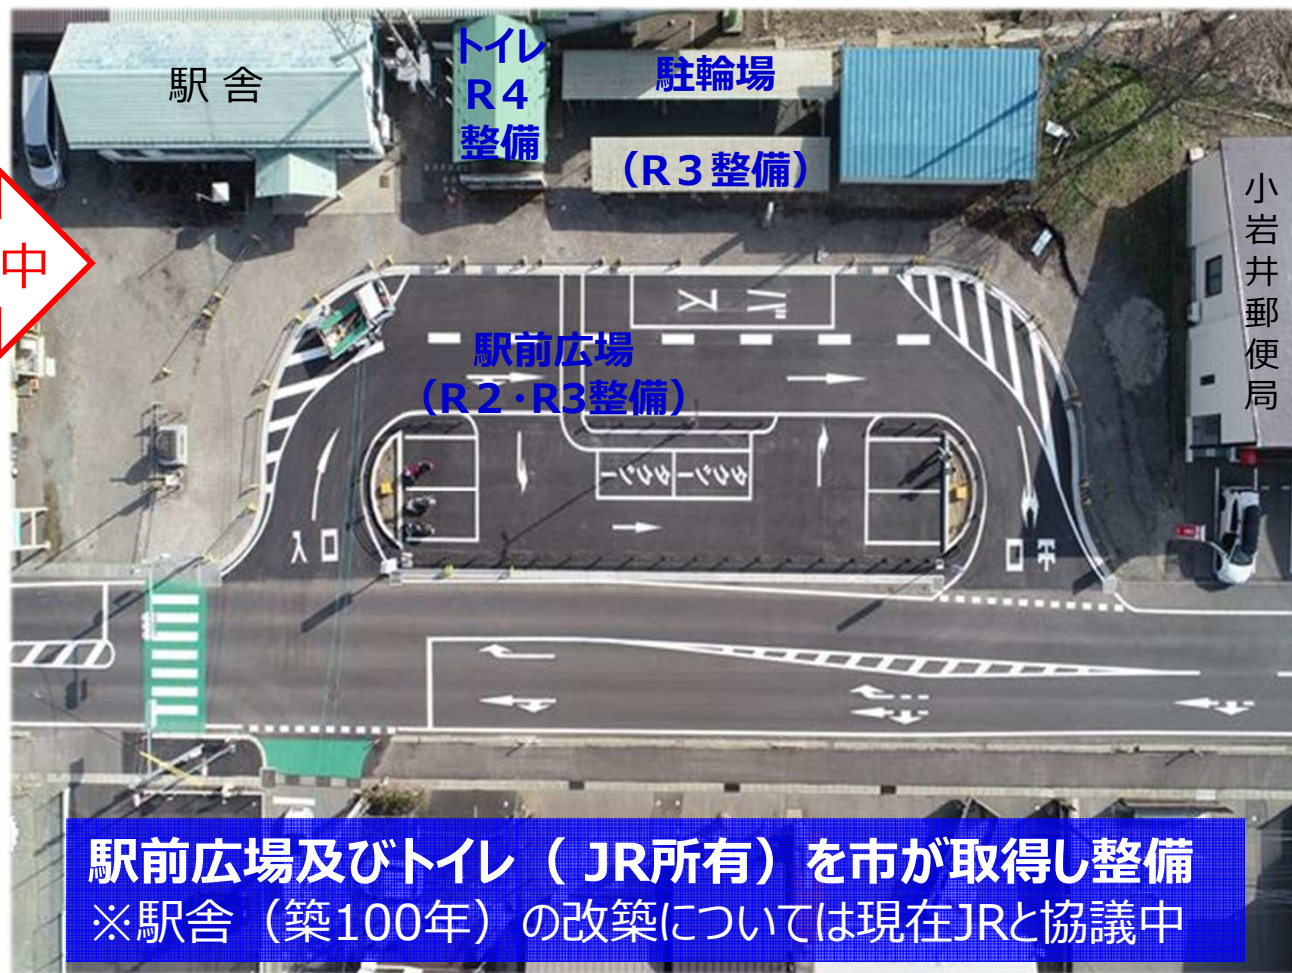 駅 舎
トイレ
R４
整備
駐輪場
（R３整備）
小岩井郵便局
中
バス
駅前広場
（R２・R3整備）
タクシー タクシー
入口
出口
駅前広場及びトイレ（ JR所有）を市が取得し整備
※駅舎（築100年）の改築については現在JRと協議中